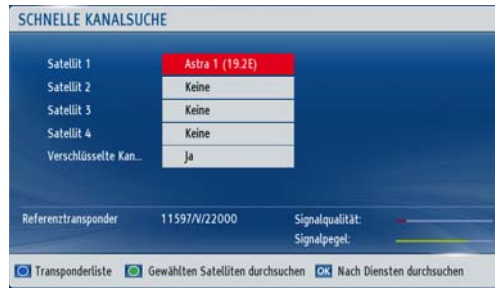 SCHNELLE KANALSUCHE
Satellit 1 Astra 1 (19.2E)
Satellit 2 Keine
Satellit 3 Keine
Satellit 4 Keine
Verschlüsselte Kan... Ja
Referenztransponder 11597/V/22000 Signalqualität:
Signalpegel:
Transponderliste Gewählten Satelliten durchsuchen OK Nach Diensten durchsuchen